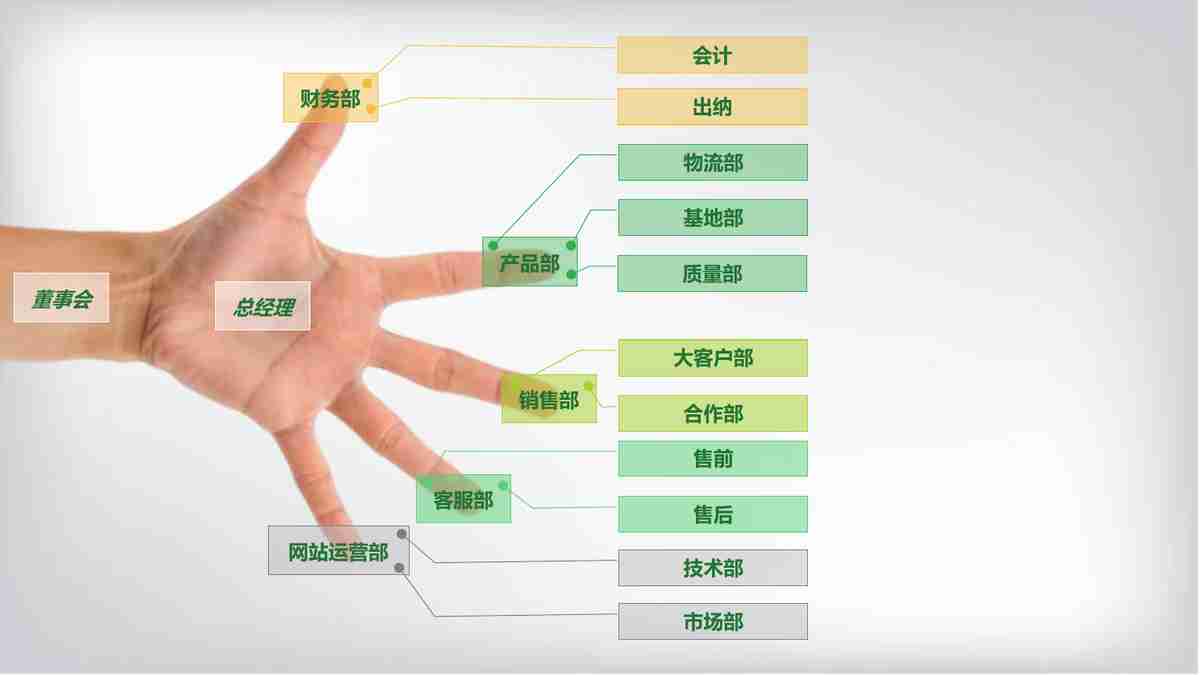 董事会
总经理
财务部
会计
出纳
产品部
物流部
基地部
质量部
销售部
大客户部
合作部
客服部
售前
售后
网站运营部
技术部
市场部